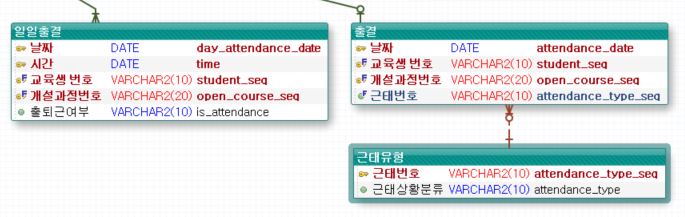 일일출결
날짜 DATE day_attendance_date
시간 DATE time
교육생 번호 VARCHAR2(10) student_seq
개설과정번호 VARCHAR2(20) open_course_seq
출퇴근여부 VARCHAR2(10) is_attendance
출결
날짜 DATE attendance_date
교육생 번호 VARCHAR2(10) student_seq
개설과정번호 VARCHAR2(20) open_course_seq
근태번호 VARCHAR2(10) attendance_type_seq
근태유형
근태번호 VARCHAR2(10) attendance_type_seq
근태상황분류 VARCHAR2(10) attendance_type